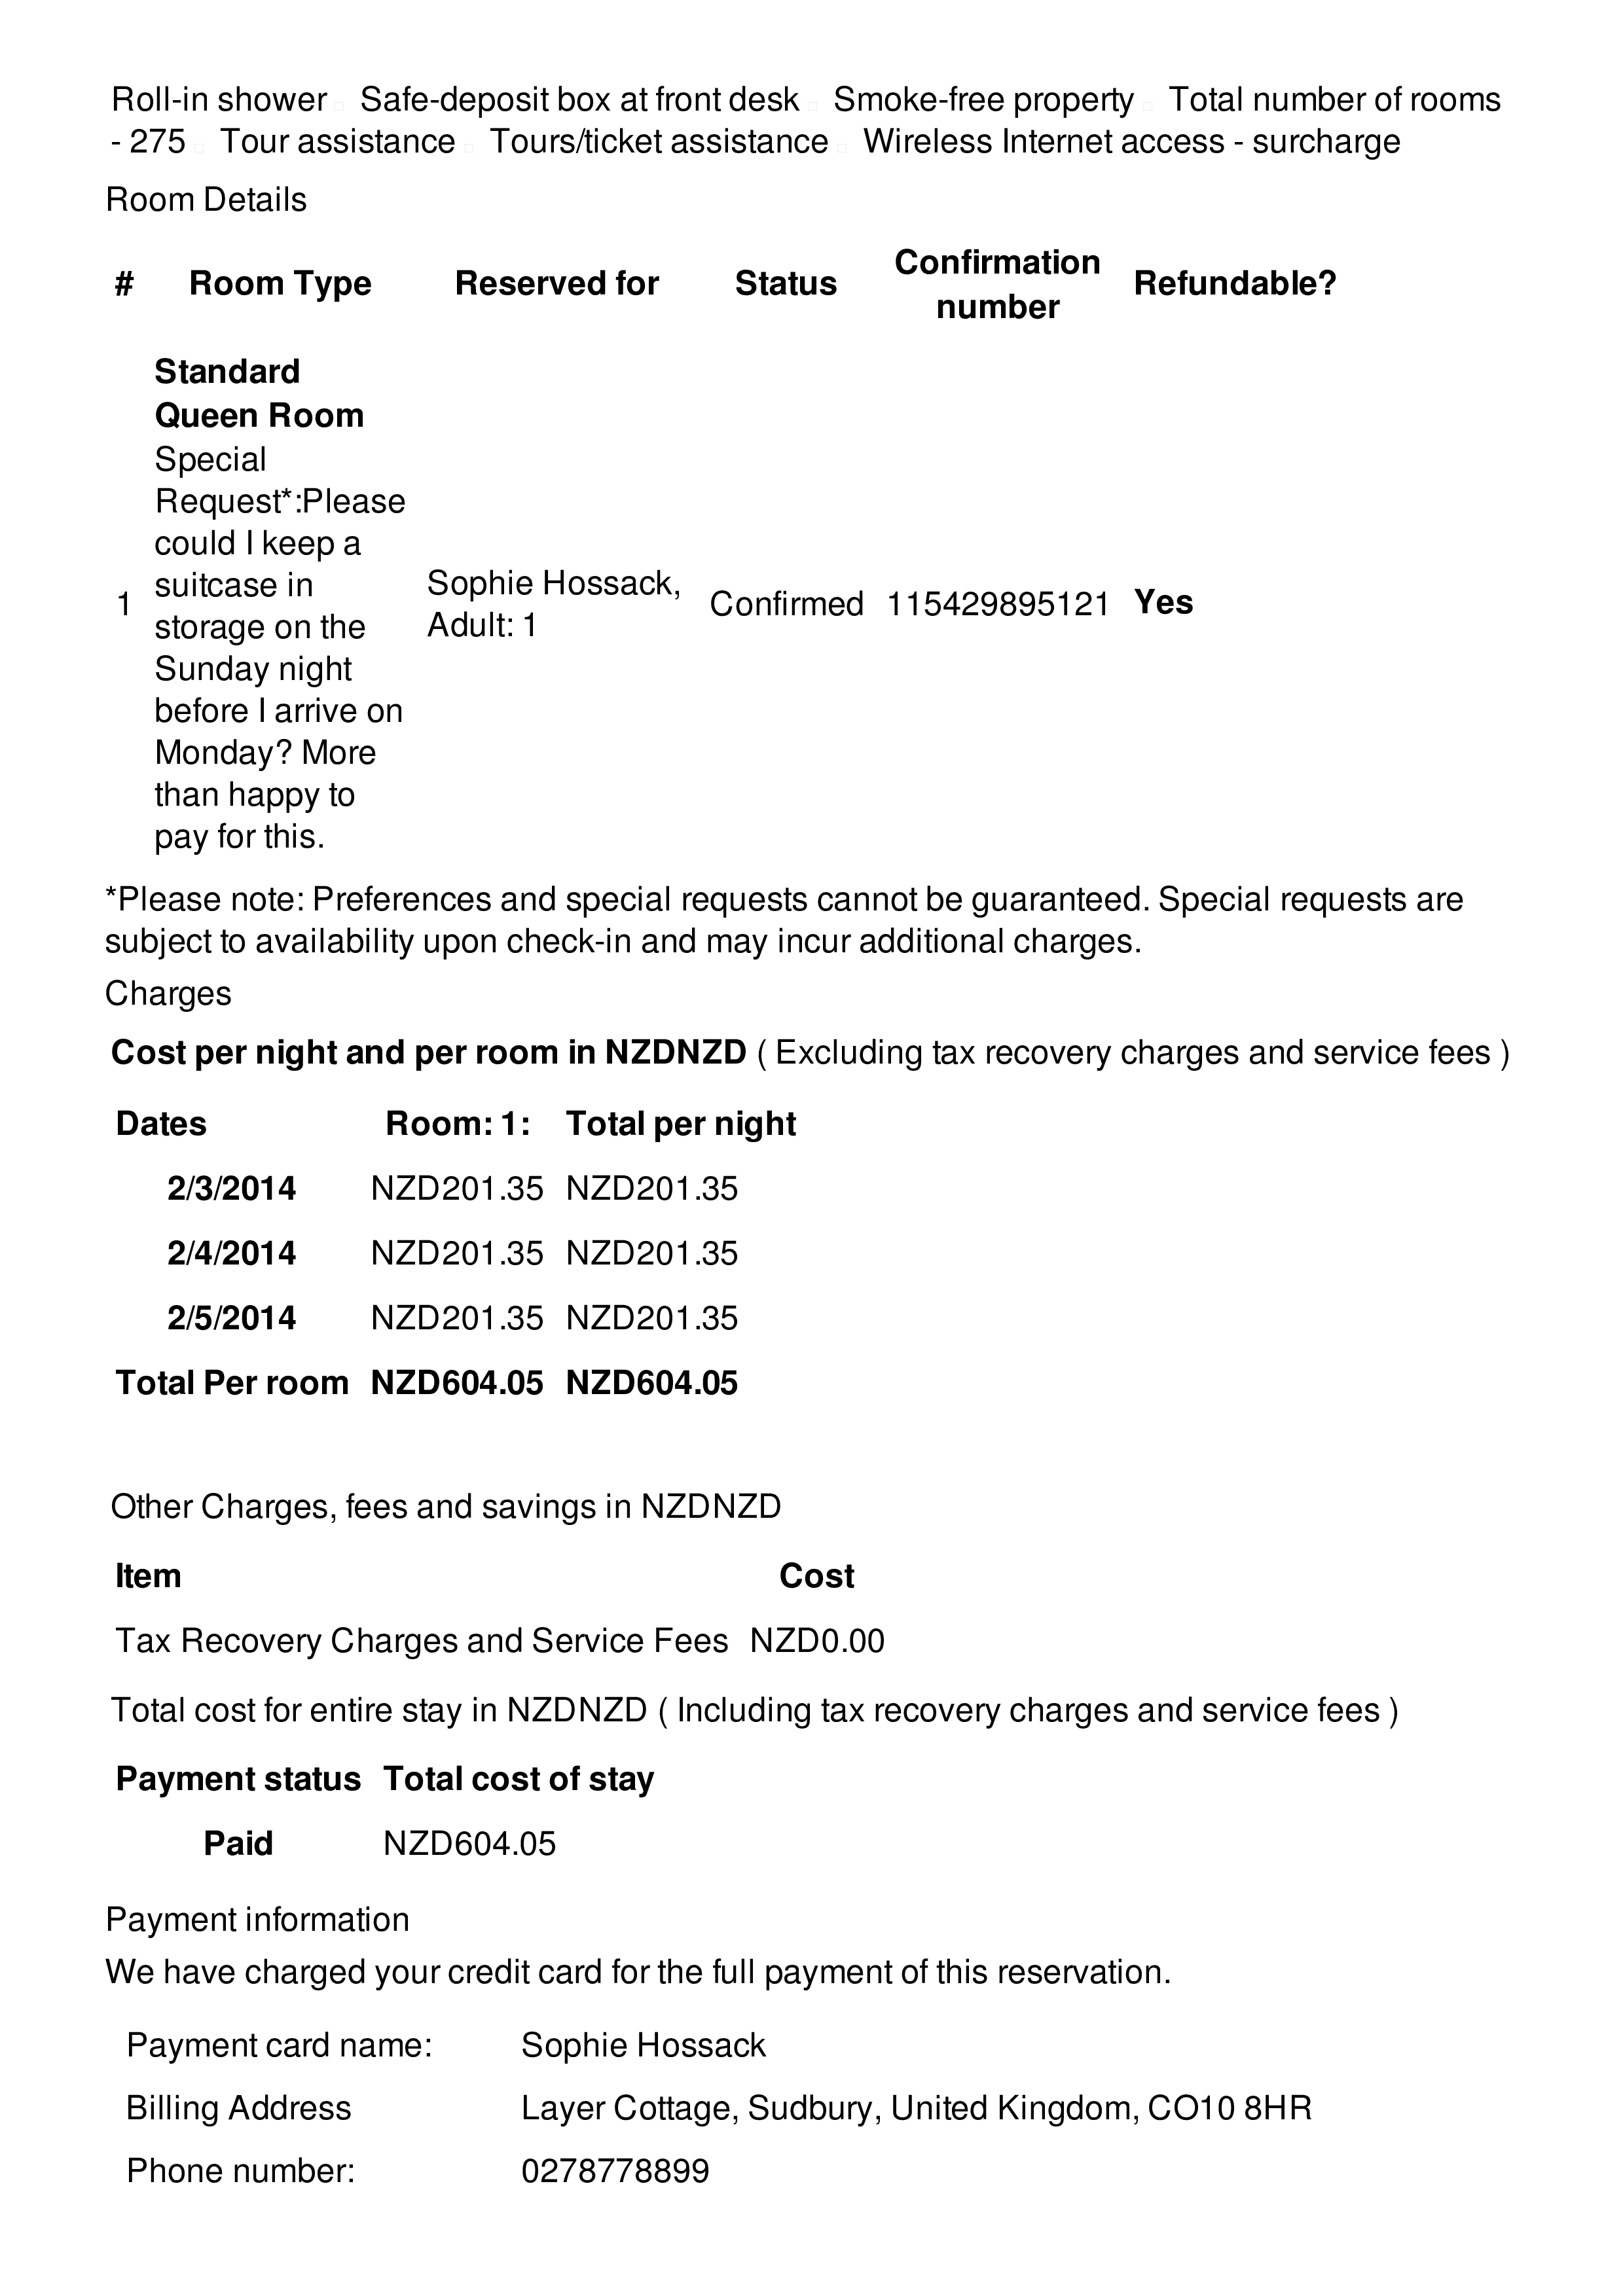 Roll-in shower Safe-deposit box at front desk Smoke-free property Total number of rooms
- 275 Tour assistance Tours/ticket assistance Wireless Internet access - surcharge
Room Details
# Room Type Reserved for Status Confirmation number Refundable?
Standard
Queen Room
Special
Request*:Please
could I keep a
suitcase in
storage on the
Sunday night
before I arrive on
Monday? More
than happy to
pay for this.
1
Sophie Hossack,
Adult: 1
Confirmed 115429895121 Yes
*Please note: Preferences and special requests cannot be guaranteed. Special requests are
subject to availability upon check-in and may incur additional charges.
Charges
Cost per night and per room in NZDNZD ( Excluding tax recovery charges and service fees )
Dates Room: 1: Total per night
2/3/2014 NZD201.35 NZD201.35
2/4/2014 NZD201.35 NZD201.35
2/5/2014 NZD201.35 NZD201.35
Total Per room NZD604.05 NZD604.05
Other Charges, fees and savings in NZDNZD
Item Cost
Tax Recovery Charges and Service Fees NZD0.00
Total cost for entire stay in NZDNZD ( Including tax recovery charges and service fees )
Payment status Total cost of stay
Paid NZD604.05
Payment information
We have charged your credit card for the full payment of this reservation.
Payment card name: Sophie Hossack
Billing Address Layer Cottage, Sudbury, United Kingdom, CO10 8HR
Phone number: 0278778899